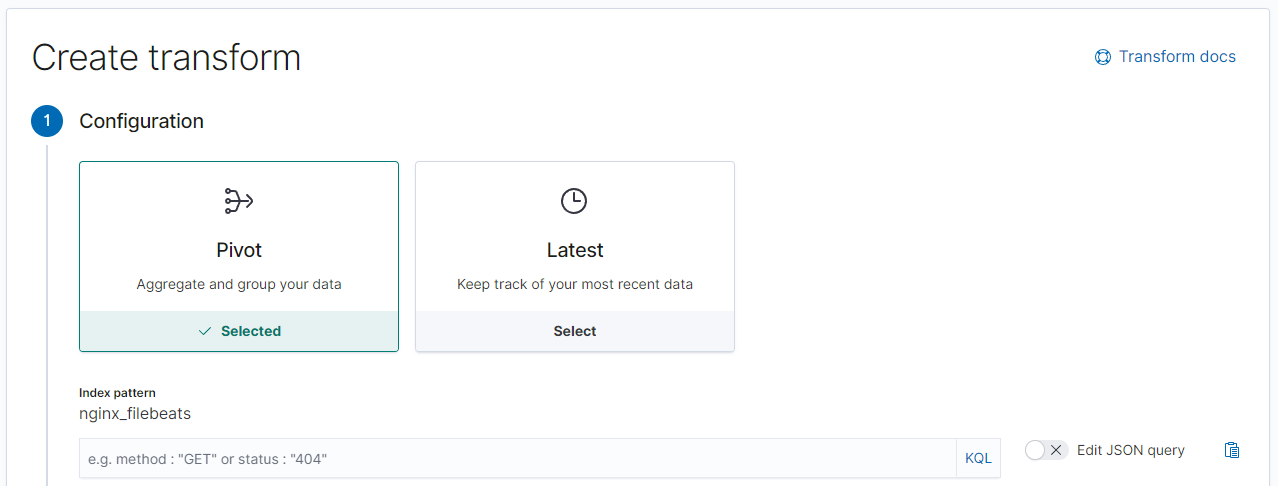 Create transform
Transform docs
1
Configuration
Pivot
Aggregate and group your data
Selected
Latest
Keep track of your most recent data
Select
Index pattern
nginx_filebeats
e.g. method : "GET" or status : "404"
KQL
Edit JSON query